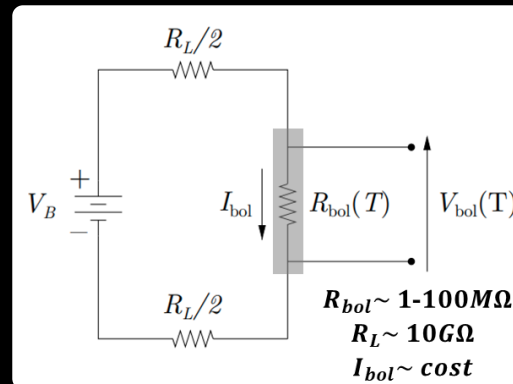 R_L/2
+
V_B
−
I_bol
R_bol(T)
V_bol(T)
R_L/2
R_bol~ 1-100MΩ
R_L~ 10GΩ
I_bol~ cost